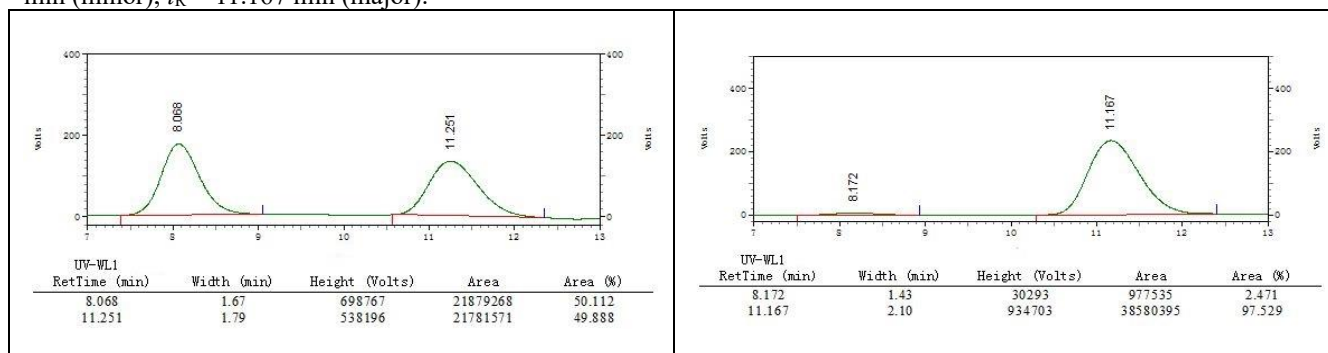 min (minor), tR = 11.167 min (major).
400
200
0
Volts
8.068
11.251
400
200
0
Volts
7 8 9 10 11 12 13
UV-WL1
RetTime (min) Width (min) Height (Volts) Area Area (%)
8.068 1.67 698767 21879268 50.112
11.251 1.79 538196 21781571 49.888
400
200
0
Volts
8.172
11.167
400
200
0
Volts
7 8 9 10 11 12 13
UV-WL1
RetTime (min) Width (min) Height (Volts) Area Area (%)
8.172 1.43 30293 977535 2.471
11.167 2.10 934703 38580395 97.529